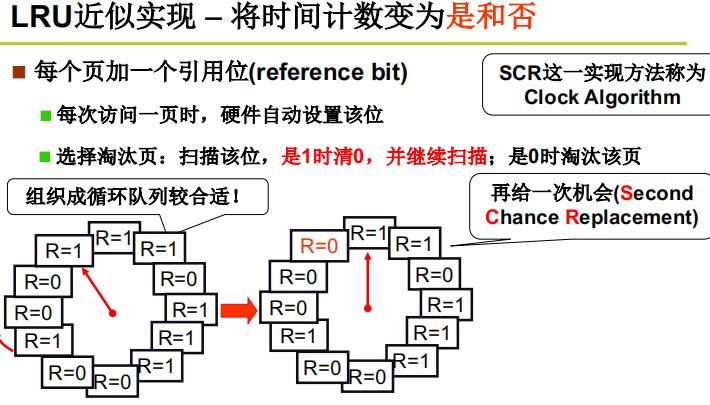 LRU近似实现 – 将时间计数变为是和否
每个页加一个引用位(reference bit)
SCR这一实现方法称为
Clock Algorithm
每次访问一页时，硬件自动设置该位
选择淘汰页：扫描该位，是1时清0，并继续扫描；是0时淘汰该页
组织成循环队列较合适！
再给一次机会(Second
Chance Replacement)
R=1
R=1
R=1
R=0
R=1
R=1
R=1
R=0
R=0
R=1
R=0
R=0
R=0
R=1
R=1
R=0
R=1
R=1
R=1
R=0
R=0
R=1
R=0
R=0